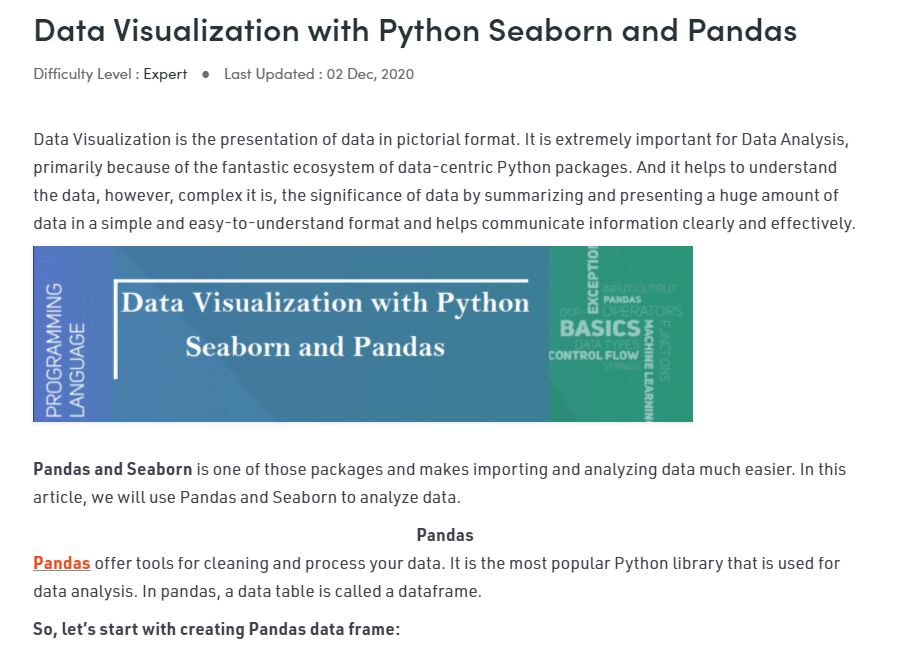 Data Visualization with Python Seaborn and Pandas
Difficulty Level : Expert ● Last Updated : 02 Dec, 2020
Data Visualization is the presentation of data in pictorial format. It is extremely important for Data Analysis,
primarily because of the fantastic ecosystem of data-centric Python packages. And it helps to understand
the data, however, complex it is, the significance of data by summarizing and presenting a huge amount of
data in a simple and easy-to-understand format and helps communicate information clearly and effectively.
PROGRAMMING
LANGUAGE
Data Visualization with Python
Seaborn and Pandas
EXCEPTIO
INPUT/OUTPUT
PANDAS
OOP OPERATORS
BASICS
DATA TYPES
CONTROL FLOW
STRINGS
MACHINE LEARNIN
FUNCTIONS
Pandas and Seaborn is one of those packages and makes importing and analyzing data much easier. In this
article, we will use Pandas and Seaborn to analyze data.
Pandas
Pandas offer tools for cleaning and process your data. It is the most popular Python library that is used for
data analysis. In pandas, a data table is called a dataframe.
So, let's start with creating Pandas data frame: